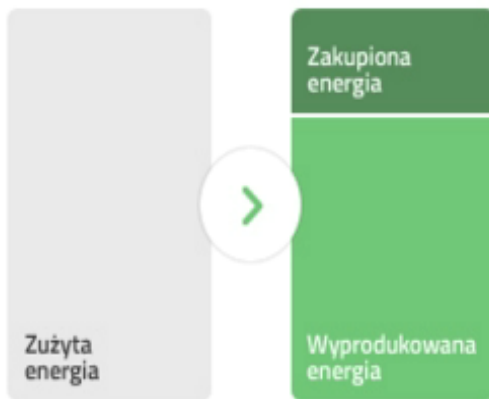 Zakupiona
energia
Zużyta
energia
Wyprodukowana
energia